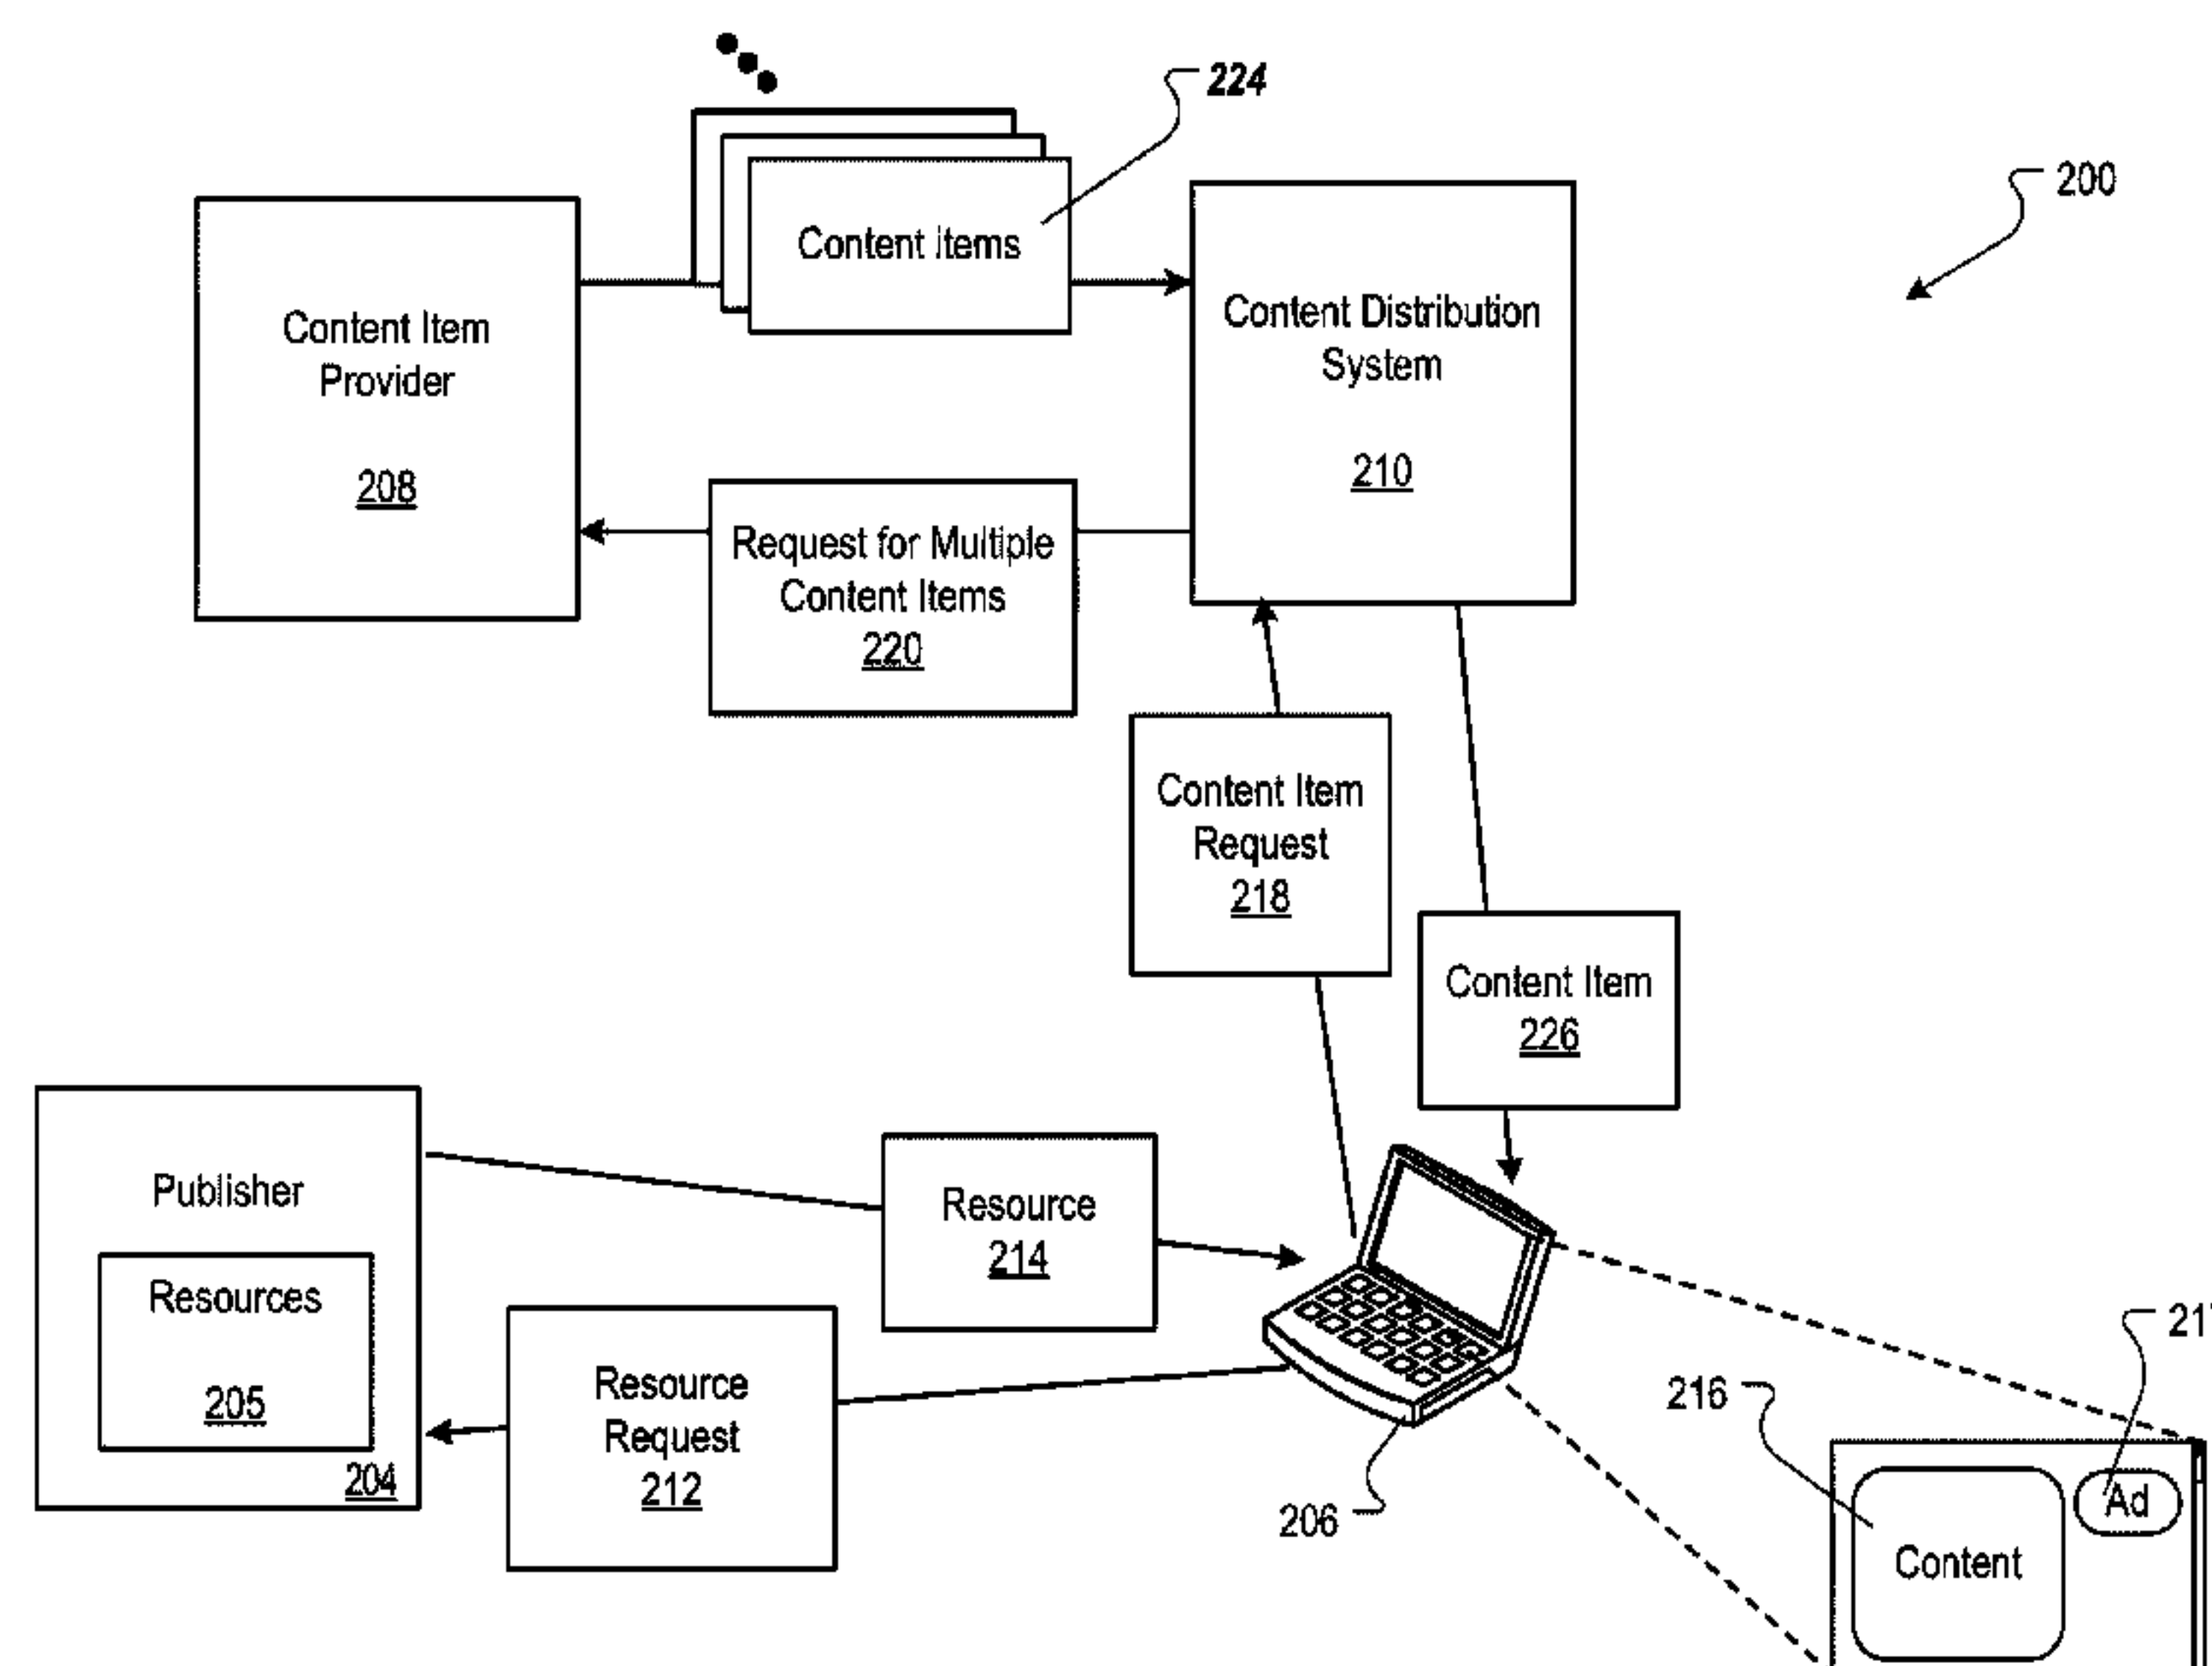 224
200
Content Items
Content Item
Provider
208
Content Distribution
System
210
Request for Multiple
Content Items
220
Content Item
Request
218
Content Item
226
Publisher
Resources
205
204
Resource
214
Resource
Request
212
206
216
Ad
Content